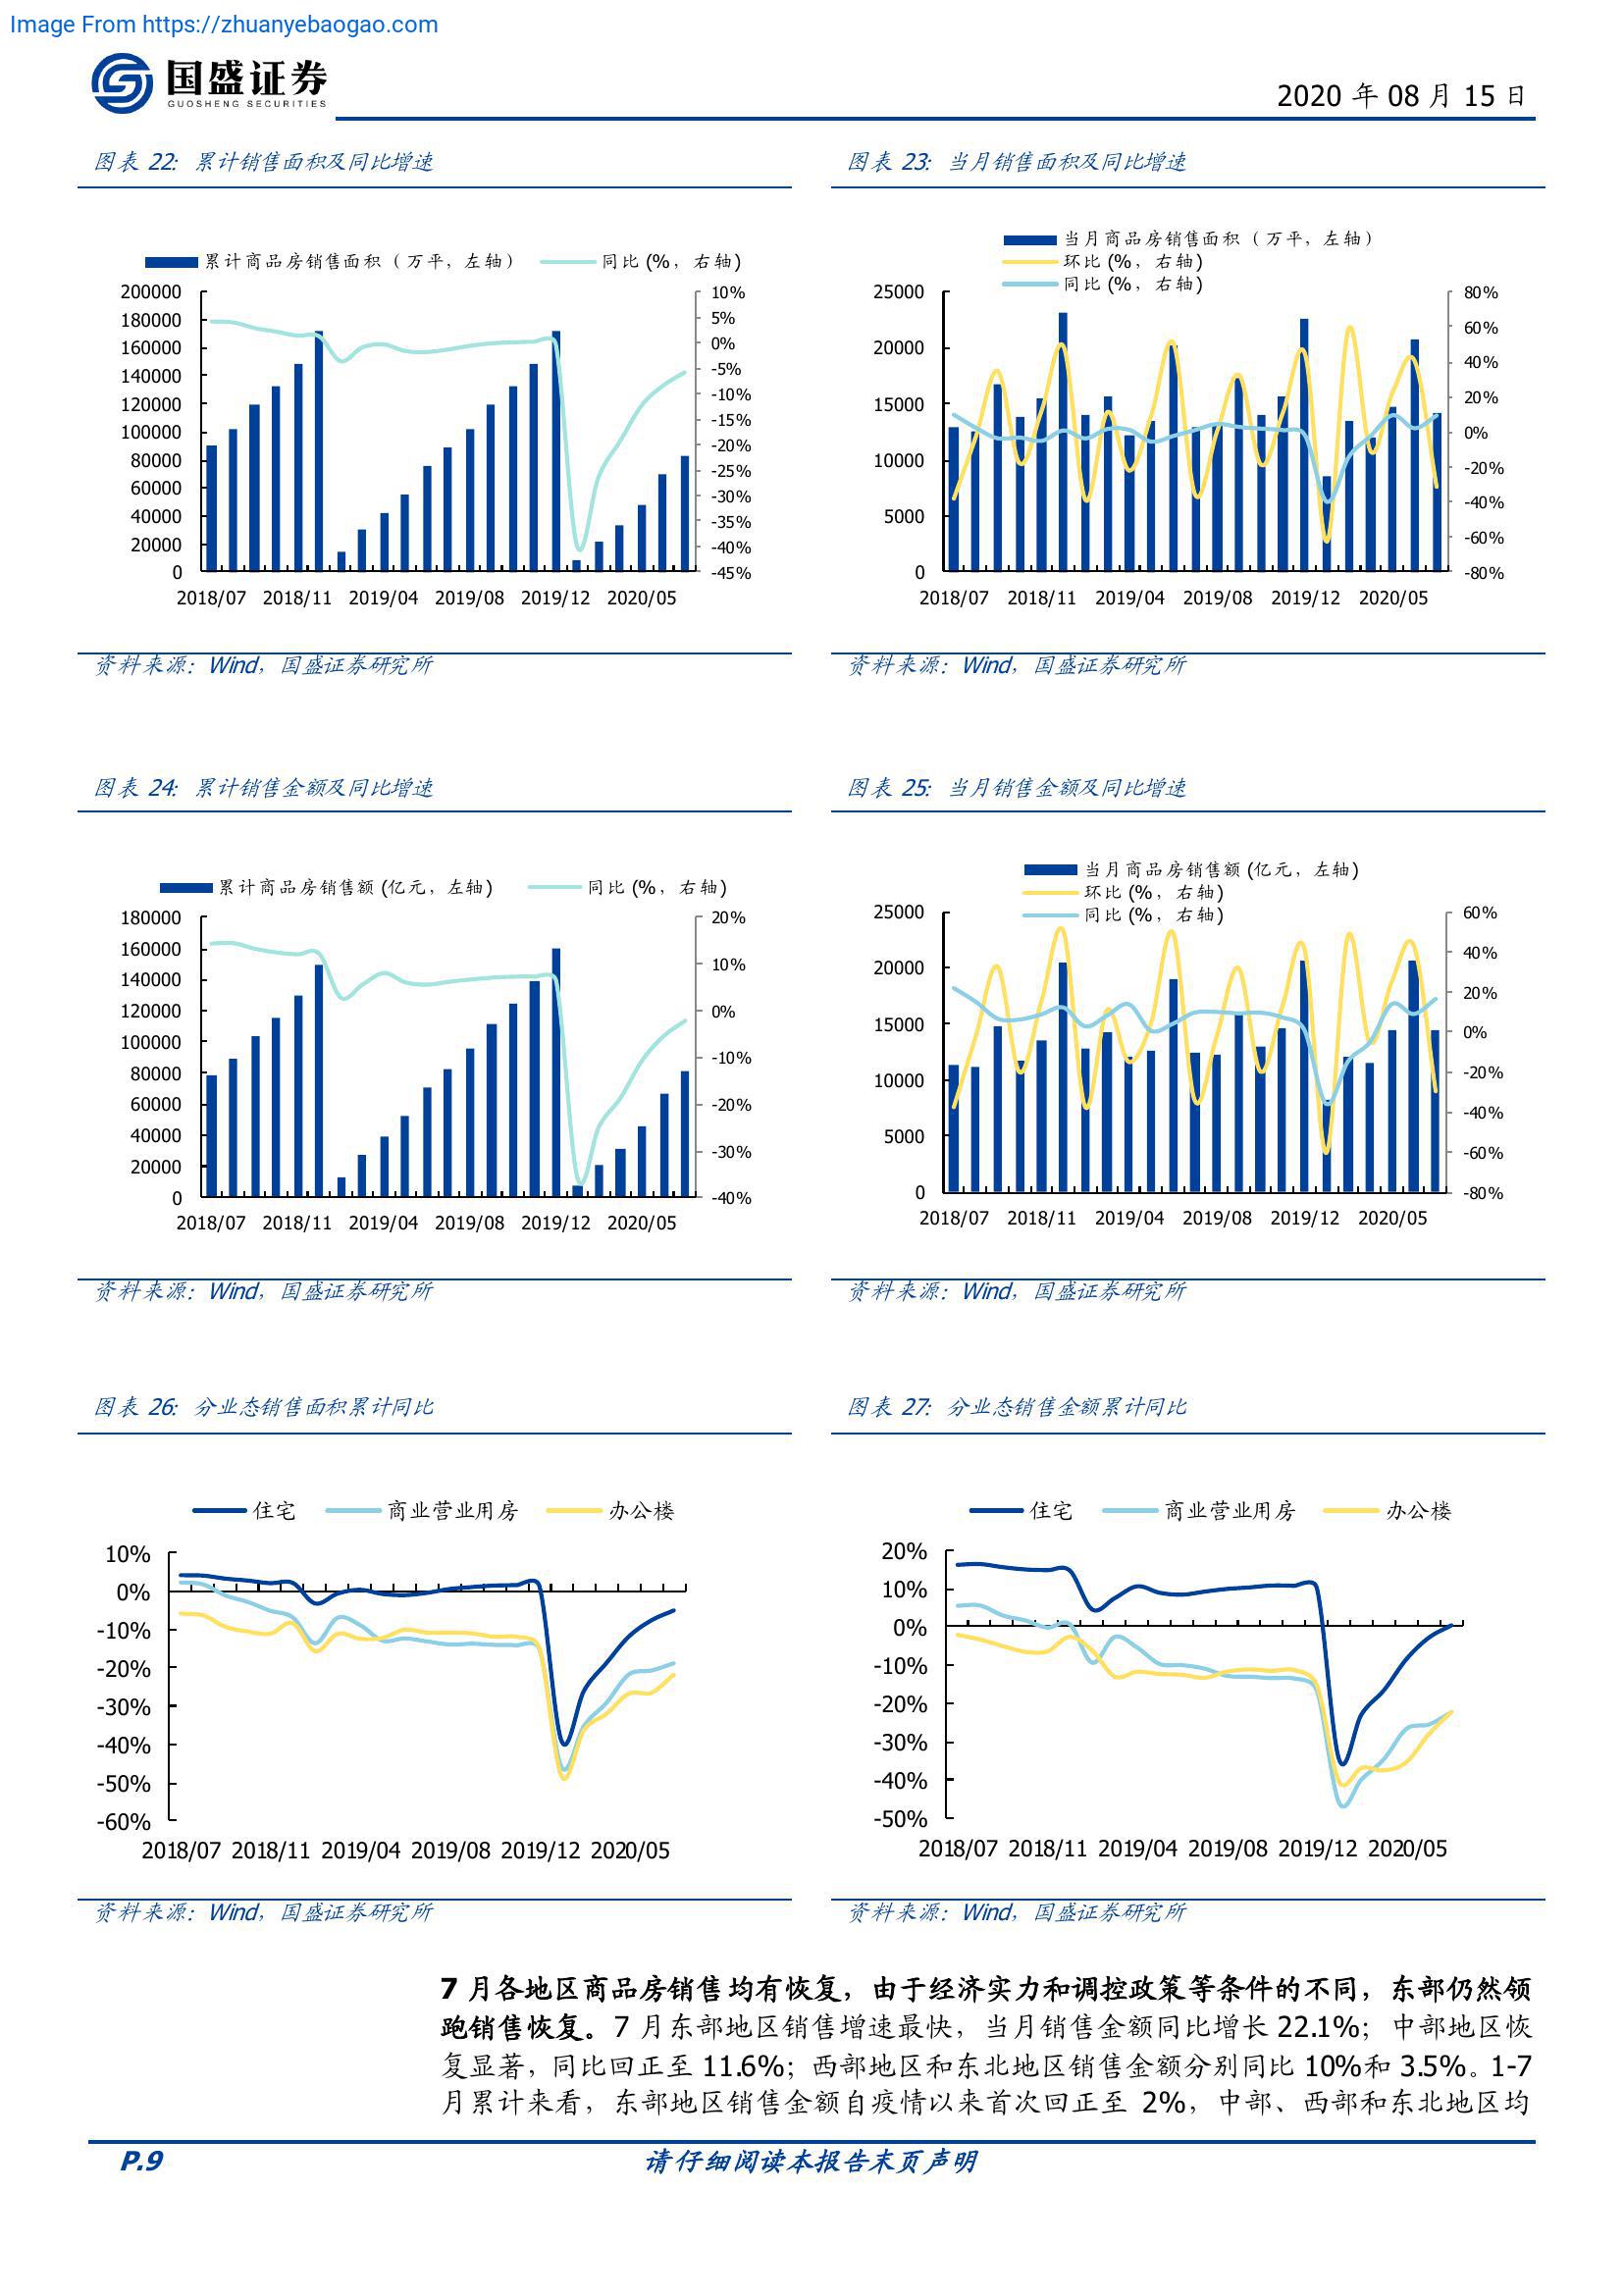 Image From https://zhuanyebaogao.com
国盛证券
GUOSHENG SECURITIES
2020 年 08 月 15 日
图表 22: 累计销售面积及同比增速
累计商品房销售面积（万平，左轴） 同比 (%，右轴)
200000
180000
160000
140000
120000
100000
80000
60000
40000
20000
0
10%
5%
0%
-5%
-10%
-15%
-20%
-25%
-30%
-35%
-40%
-45%
2018/07 2018/11 2019/04 2019/08 2019/12 2020/05
资料来源：Wind，国盛证券研究所
图表 23: 当月销售面积及同比增速
当月商品房销售面积（万平，左轴）
环比 (%，右轴)
同比 (%，右轴)
25000
20000
15000
10000
5000
0
80%
60%
40%
20%
0%
-20%
-40%
-60%
-80%
2018/07 2018/11 2019/04 2019/08 2019/12 2020/05
资料来源：Wind，国盛证券研究所
图表 24: 累计销售金额及同比增速
累计商品房销售额 (亿元，左轴) 同比 (%，右轴)
180000
160000
140000
120000
100000
80000
60000
40000
20000
0
20%
10%
0%
-10%
-20%
-30%
-40%
2018/07 2018/11 2019/04 2019/08 2019/12 2020/05
资料来源：Wind，国盛证券研究所
图表 25: 当月销售金额及同比增速
当月商品房销售额 (亿元，左轴)
环比 (%，右轴)
同比 (%，右轴)
25000
20000
15000
10000
5000
0
60%
40%
20%
0%
-20%
-40%
-60%
-80%
2018/07 2018/11 2019/04 2019/08 2019/12 2020/05
资料来源：Wind，国盛证券研究所
图表 26: 分业态销售面积累计同比
住宅 商业营业用房 办公楼
10%
0%
-10%
-20%
-30%
-40%
-50%
-60%
2018/07 2018/11 2019/04 2019/08 2019/12 2020/05
资料来源：Wind，国盛证券研究所
图表 27: 分业态销售金额累计同比
住宅 商业营业用房 办公楼
20%
10%
0%
-10%
-20%
-30%
-40%
-50%
2018/07 2018/11 2019/04 2019/08 2019/12 2020/05
资料来源：Wind，国盛证券研究所
7 月各地区商品房销售均有恢复，由于经济实力和调控政策等条件的不同，东部仍然领
跑销售恢复。7 月东部地区销售增速最快，当月销售金额同比增长 22.1%；中部地区恢
复显著，同比回正至 11.6%；西部地区和东北地区销售金额分别同比 10%和 3.5%。1-7
月累计来看，东部地区销售金额自疫情以来首次回正至 2%，中部、西部和东北地区均
P.9
请仔细阅读本报告末页声明